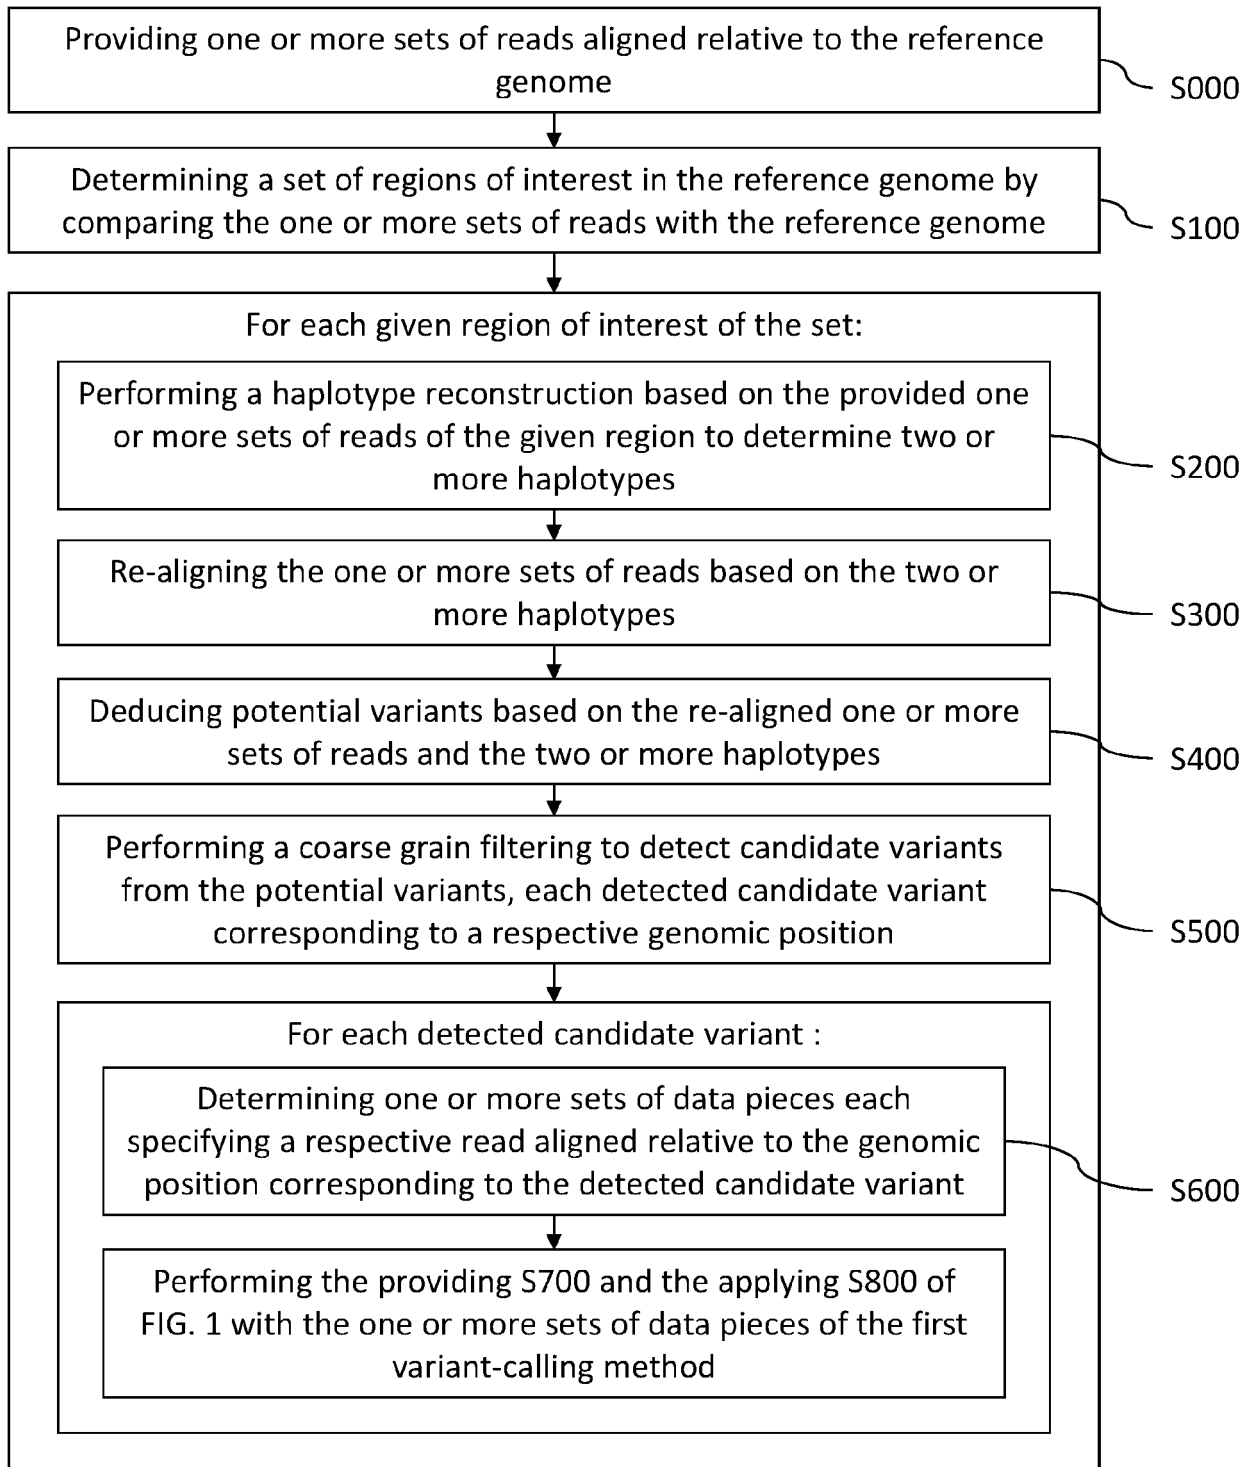 Providing one or more sets of reads aligned relative to the reference
genome
S000
Determining a set of regions of interest in the reference genome by
comparing the one or more sets of reads with the reference genome
S100
For each given region of interest of the set:
Performing a haplotype reconstruction based on the provided one
or more sets of reads of the given region to determine two or
more haplotypes
S200
Re-aligning the one or more sets of reads based on the two or
more haplotypes
S300
Deducing potential variants based on the re-aligned one or more
sets of reads and the two or more haplotypes
S400
Performing a coarse grain filtering to detect candidate variants
from the potential variants, each detected candidate variant
corresponding to a respective genomic position
S500
For each detected candidate variant :
Determining one or more sets of data pieces each
specifying a respective read aligned relative to the genomic
position corresponding to the detected candidate variant
S600
Performing the providing S700 and the applying S800 of
FIG. 1 with the one or more sets of data pieces of the first
variant-calling method